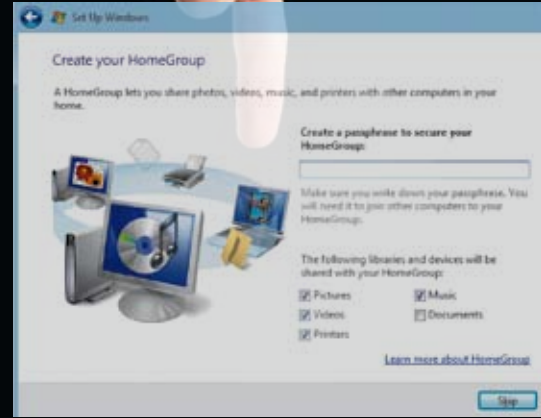 Set Up Windows
Create your HomeGroup
A HomeGroup lets you share photos, videos, music, and printers with other computers in your
home.
Create a passphrase to secure your
HomeGroup:
Make sure you write down your passphrase. You
will need it to join other computers to your
HomeGroup.
The following libraries and devices will be
shared with your HomeGroup:
Pictures
Music
Videos
Documents
Printers
Learn more about HomeGroup
Skip